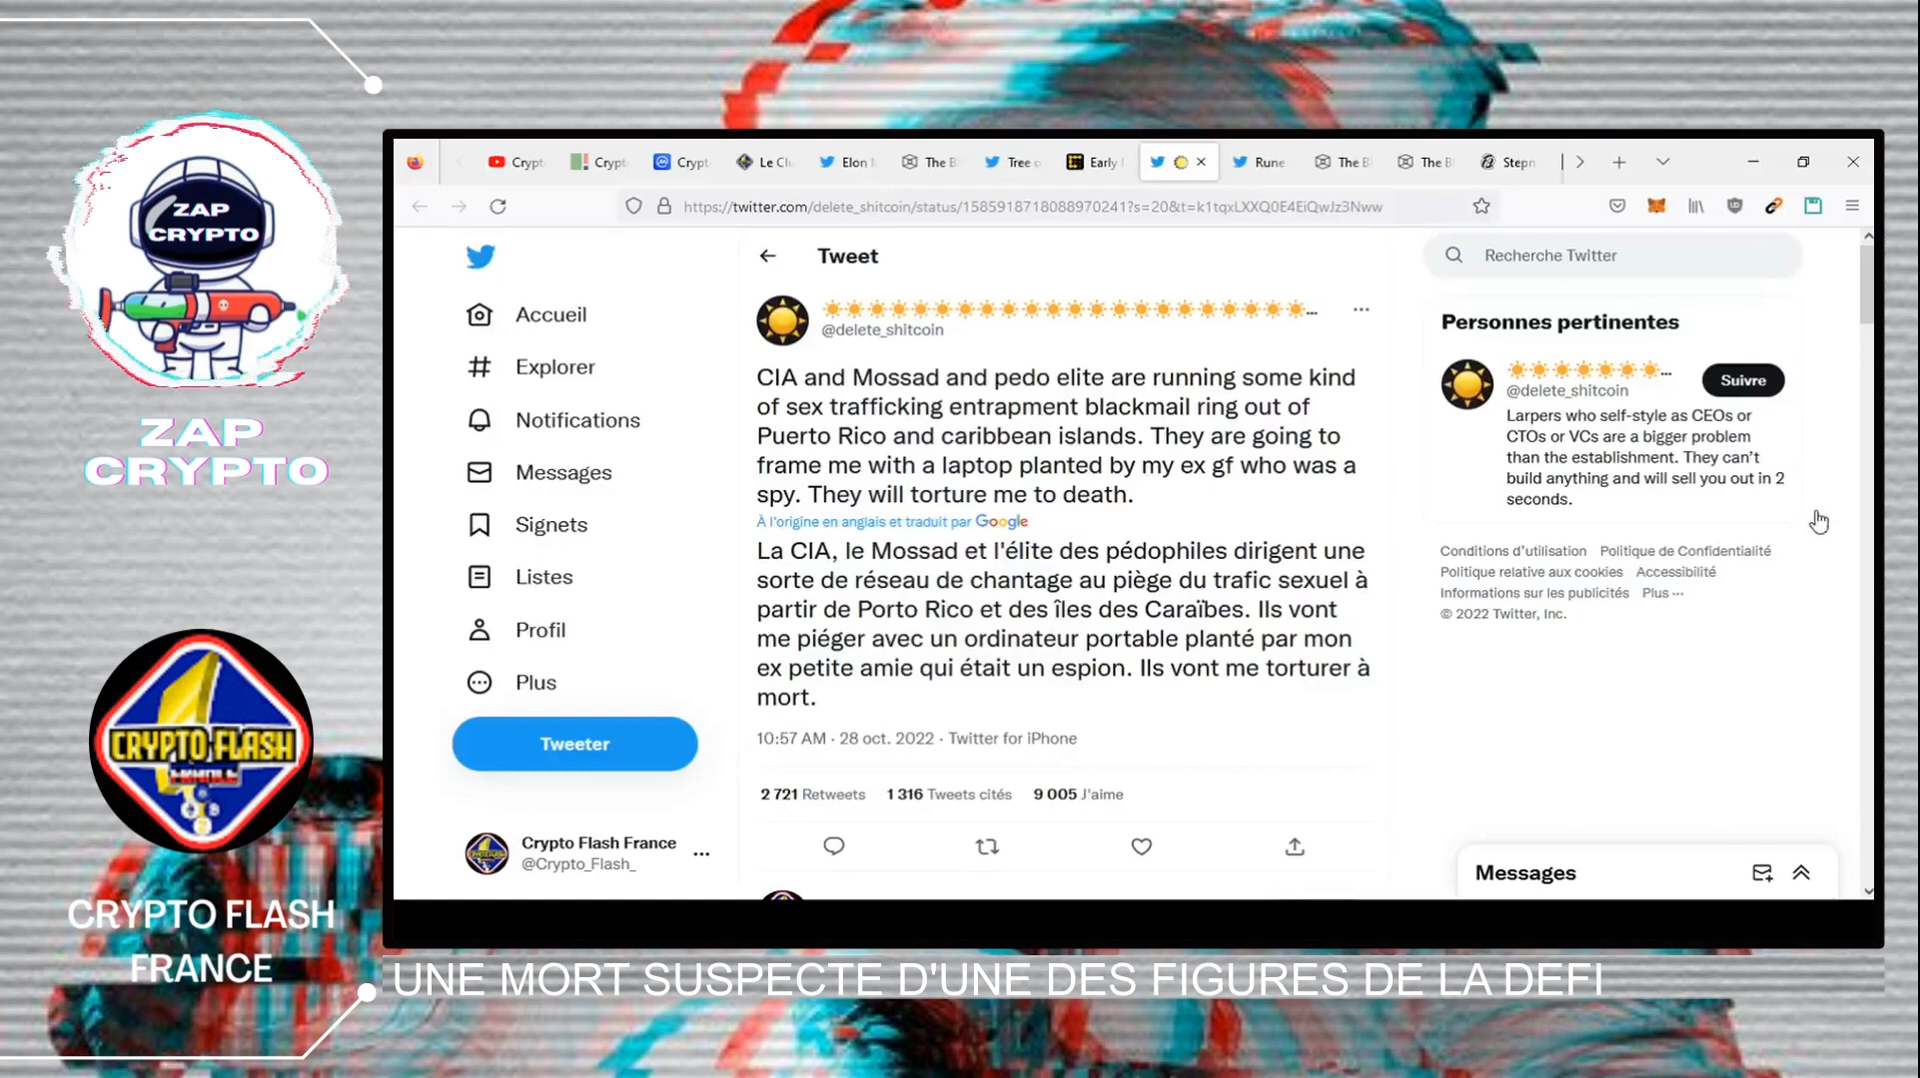 ZAP
CRYPTO
ZAP
CRYPTO
CRYPTO FLASH
FRANCE
CRYPTO FLASH
FRANCE
Crypt
Crypt
Crypt
Le Cl
Elon
The B
Tree
Early
Rune
The B
The B
Stepn
https://twitter.com/delete_shitcoin/status/1585918718088970241?s=20&t=k1tqxLXXQ0E4EiQwJz3Nww
Accueil
Explorer
Notifications
Messages
Signets
Listes
Profil
Plus
Tweeter
Crypto Flash France
@Crypto_Flash_
Tweet
@delete_shitcoin
CIA and Mossad and pedo elite are running some kind
of sex trafficking entrapment blackmail ring out of
Puerto Rico and caribbean islands. They are going to
frame me with a laptop planted by my ex gf who was a
spy. They will torture me to death.
À l'origine en anglais et traduit par Google
La CIA, le Mossad et l'élite des pédophiles dirigent une
sorte de réseau de chantage au piège du trafic sexuel à
partir de Porto Rico et des îles des Caraïbes. Ils vont
me piéger avec un ordinateur portable planté par mon
ex petite amie qui était un espion. Ils vont me torturer à
mort.
10:57 AM · 28 oct. 2022 · Twitter for iPhone
2 721 Retweets 1 316 Tweets cités 9 005 J'aime
Recherche Twitter
Personnes pertinentes
@delete_shitcoin
Suivre
Larpers who self-style as CEOs or
CTOs or VCs are a bigger problem
than the establishment. They can't
build anything and will sell you out in 2
seconds.
Conditions d'utilisation Politique de Confidentialité
Politique relative aux cookies Accessibilité
Informations sur les publicités Plus ···
© 2022 Twitter, Inc.
Messages
UNE MORT SUSPECTE D'UNE DES FIGURES DE LA DEFI